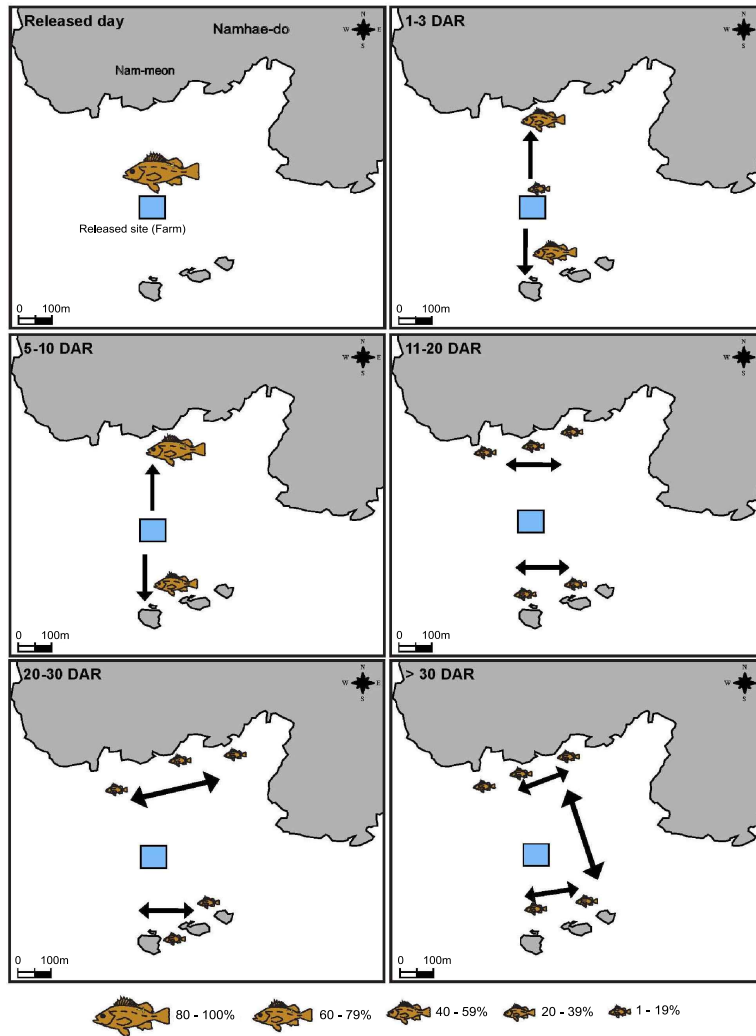 Released day
Namhae-do
Nam-meon
N
W E
S
Released site (Farm)
0 100m
1-3 DAR
N
W E
S
0 100m
5-10 DAR
N
W E
S
0 100m
11-20 DAR
N
W E
S
0 100m
20-30 DAR
N
W E
S
0 100m
> 30 DAR
N
W E
S
0 100m
80 - 100% 60 - 79% 40 - 59% 20 - 39% 1 - 19%